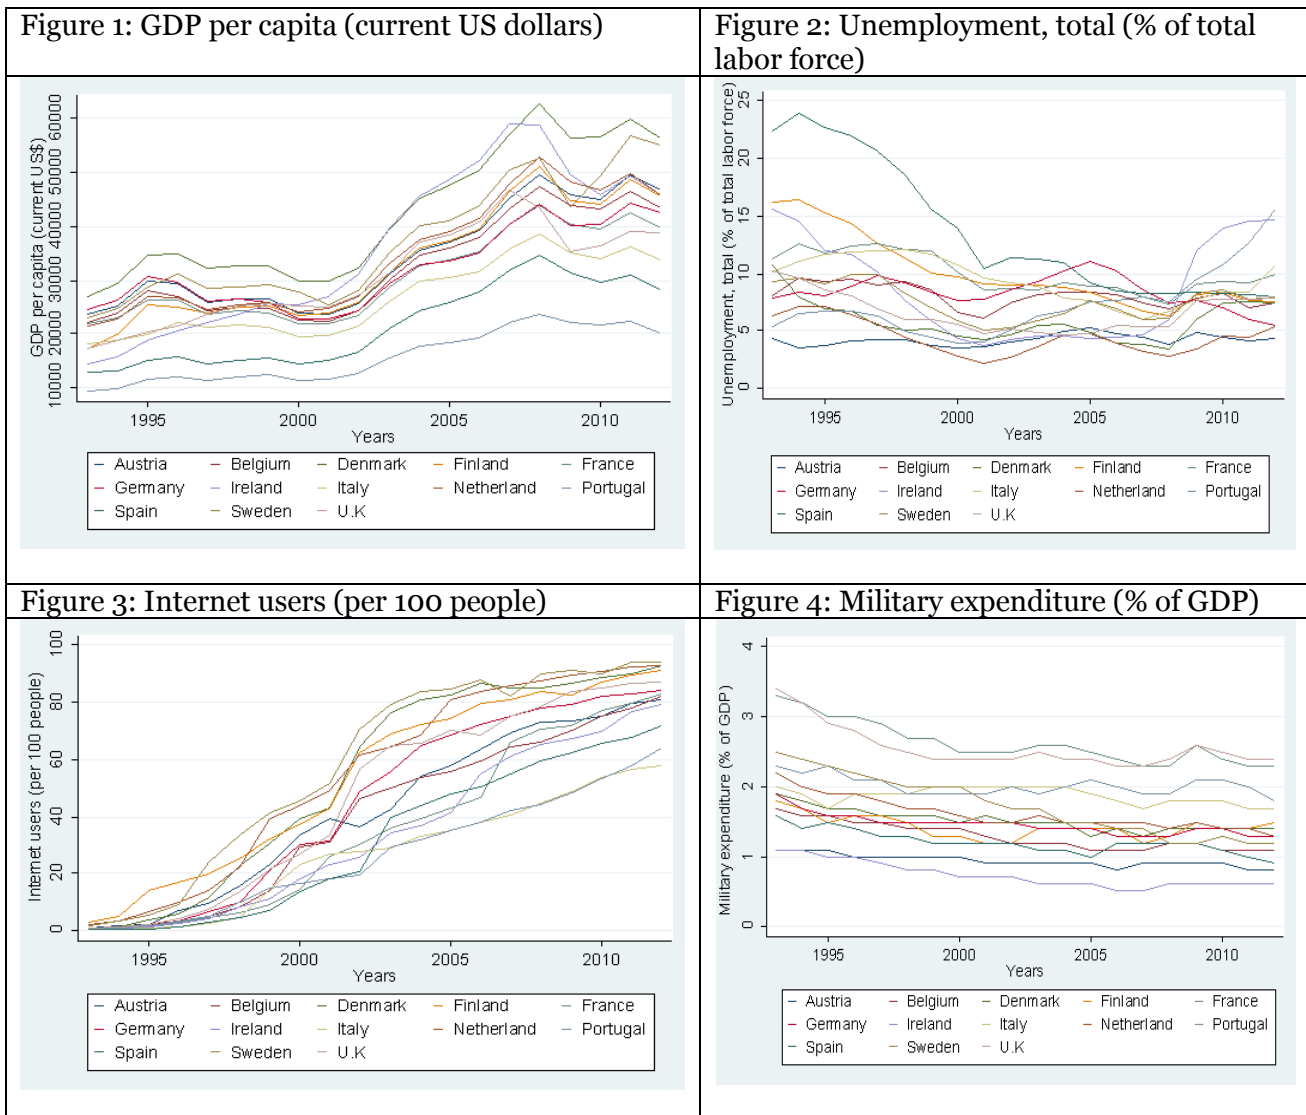 Figure 1: GDP per capita (current US dollars)
Figure 2: Unemployment, total (% of total
labor force)
GDP per capita (current US$)
10000 20000 30000 40000 50000 60000
1995 2000 2005 2010
Years
Austria Belgium Denmark Finland France
Germany Ireland Italy Netherland Portugal
Spain Sweden U.K
Unemployment, total (% of total labor force)
0 5 10 15 20 25
1995 2000 2005 2010
Years
Austria Belgium Denmark Finland France
Germany Ireland Italy Netherland Portugal
Spain Sweden U.K
Figure 3: Internet users (per 100 people)
Figure 4: Military expenditure (% of GDP)
Internet users (per 100 people)
0 20 40 60 80 100
1995 2000 2005 2010
Years
Austria Belgium Denmark Finland France
Germany Ireland Italy Netherland Portugal
Spain Sweden U.K
Military expenditure (% of GDP)
0 1 2 3 4
1995 2000 2005 2010
Years
Austria Belgium Denmark Finland France
Germany Ireland Italy Netherland Portugal
Spain Sweden U.K